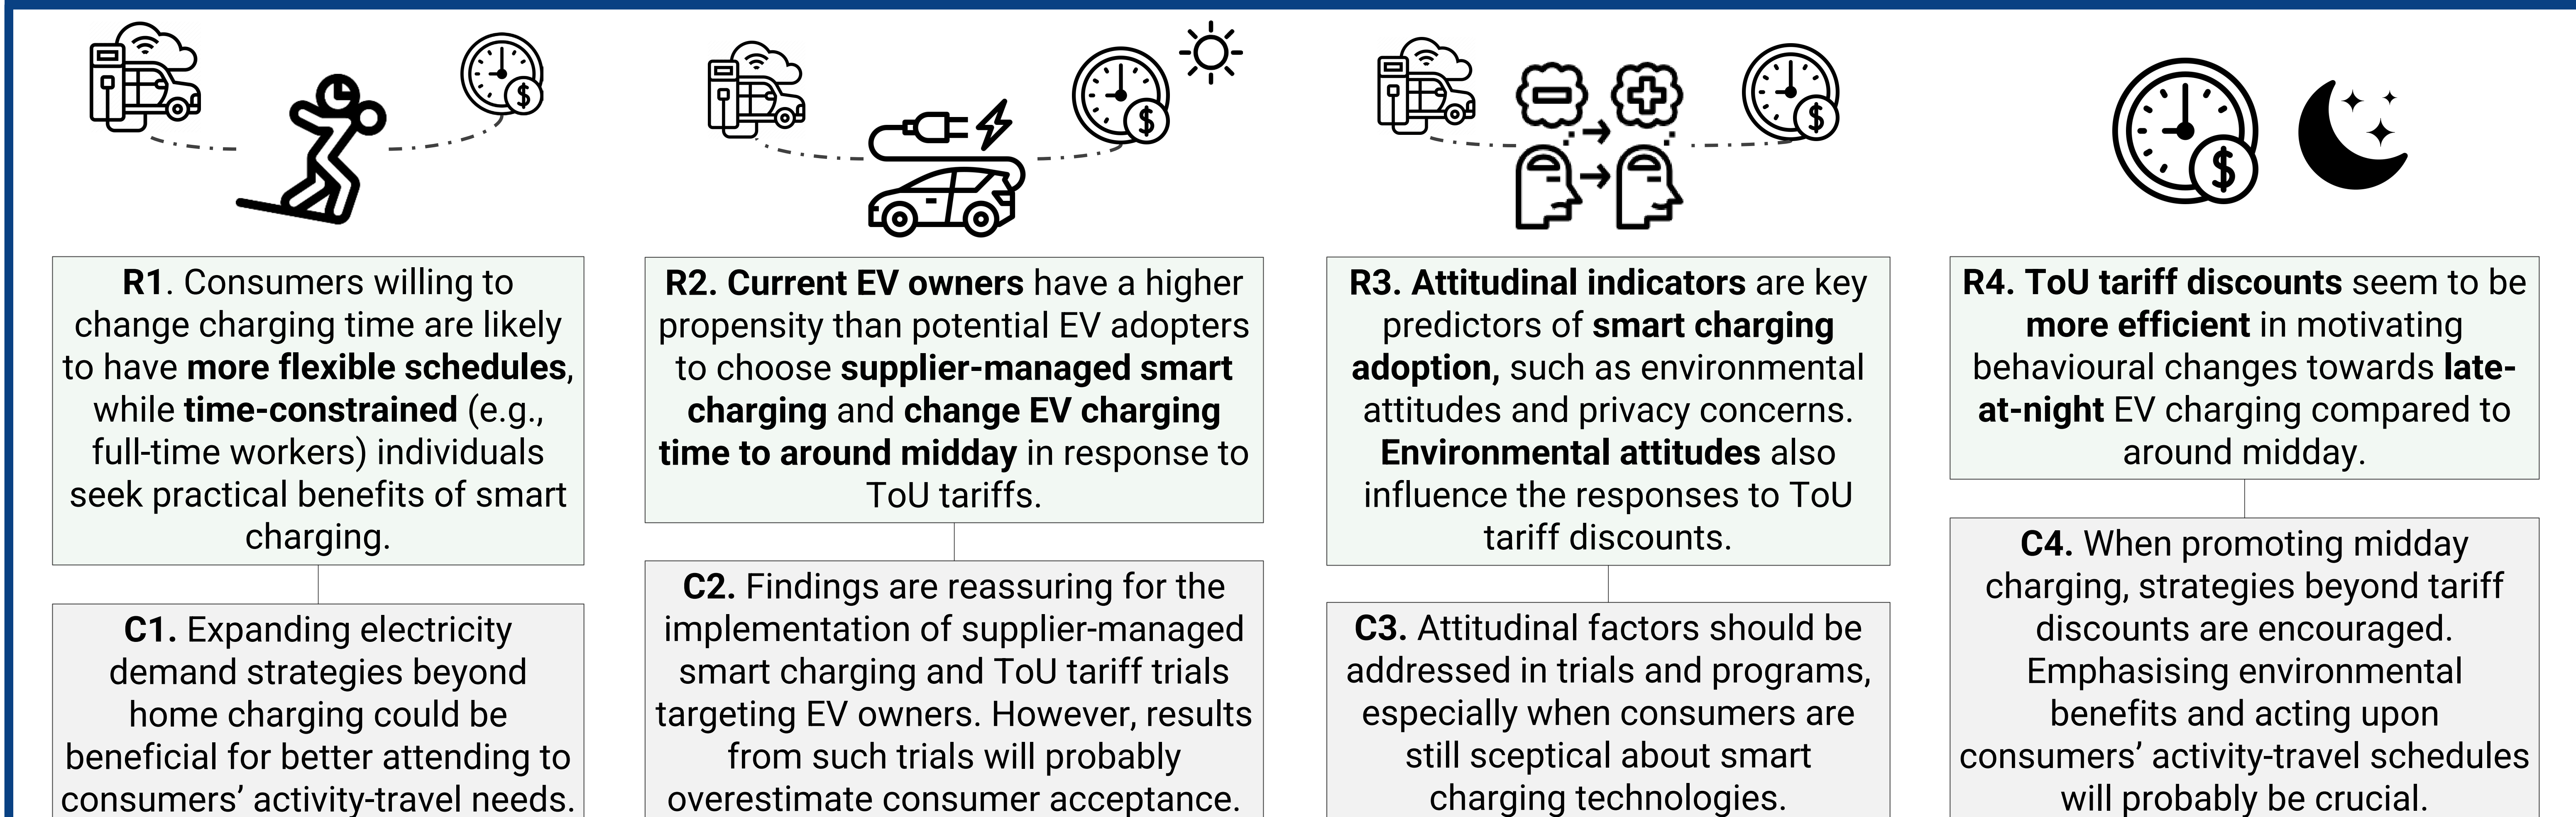 R1. Consumers willing to
change charging time are likely
to have more flexible schedules,
while time-constrained (e.g.,
full-time workers) individuals
seek practical benefits of smart
charging.
C1. Expanding electricity
demand strategies beyond
home charging could be
beneficial for better attending to
consumers’ activity-travel needs.
R2. Current EV owners have a higher
propensity than potential EV adopters
to choose supplier-managed smart
charging and change EV charging
time to around midday in response to
ToU tariffs.
C2. Findings are reassuring for the
implementation of supplier-managed
smart charging and ToU tariff trials
targeting EV owners. However, results
from such trials will probably
overestimate consumer acceptance.
R3. Attitudinal indicators are key
predictors of smart charging
adoption, such as environmental
attitudes and privacy concerns.
Environmental attitudes also
influence the responses to ToU
tariff discounts.
C3. Attitudinal factors should be
addressed in trials and programs,
especially when consumers are
still sceptical about smart
charging technologies.
R4. ToU tariff discounts seem to be
more efficient in motivating
behavioural changes towards late-
at-night EV charging compared to
around midday.
C4. When promoting midday
charging, strategies beyond tariff
discounts are encouraged.
Emphasising environmental
benefits and acting upon
consumers’ activity-travel schedules
will probably be crucial.